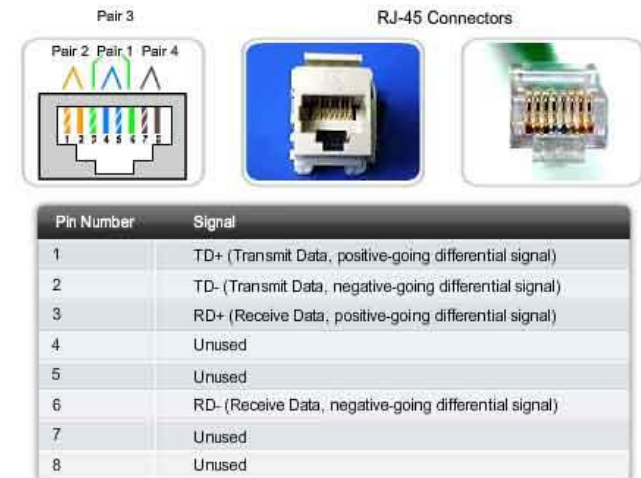 Pair 3
RJ-45 Connectors
Pair 2 Pair 1 Pair 4
1 2 3 4 5 6 7 8
Pin Number Signal
1 TD+ (Transmit Data, positive-going differential signal)
2 TD- (Transmit Data, negative-going differential signal)
3 RD+ (Receive Data, positive-going differential signal)
4 Unused
5 Unused
6 RD- (Receive Data, negative-going differential signal)
7 Unused
8 Unused